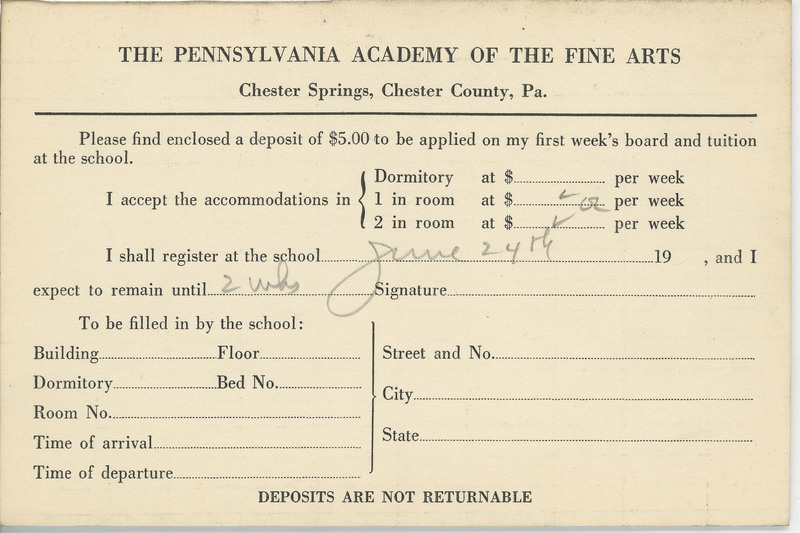 THE PENNSYLVANIA ACADEMY OF THE FINE ARTS
Chester Springs, Chester County, Pa.
Please find enclosed a deposit of $5.00 to be applied on my first week's board and tuition
at the school.
I accept the accommodations in
Dormitory at $ per week
1 in room at $ ✓ or per week
2 in room at $ ✓ per week
I shall register at the school June 24th 19 , and I
expect to remain until 2 wks Signature
To be filled in by the school:
Building Floor
Dormitory Bed No.
Room No.
Time of arrival
Time of departure
Street and No.
City
State
DEPOSITS ARE NOT RETURNABLE